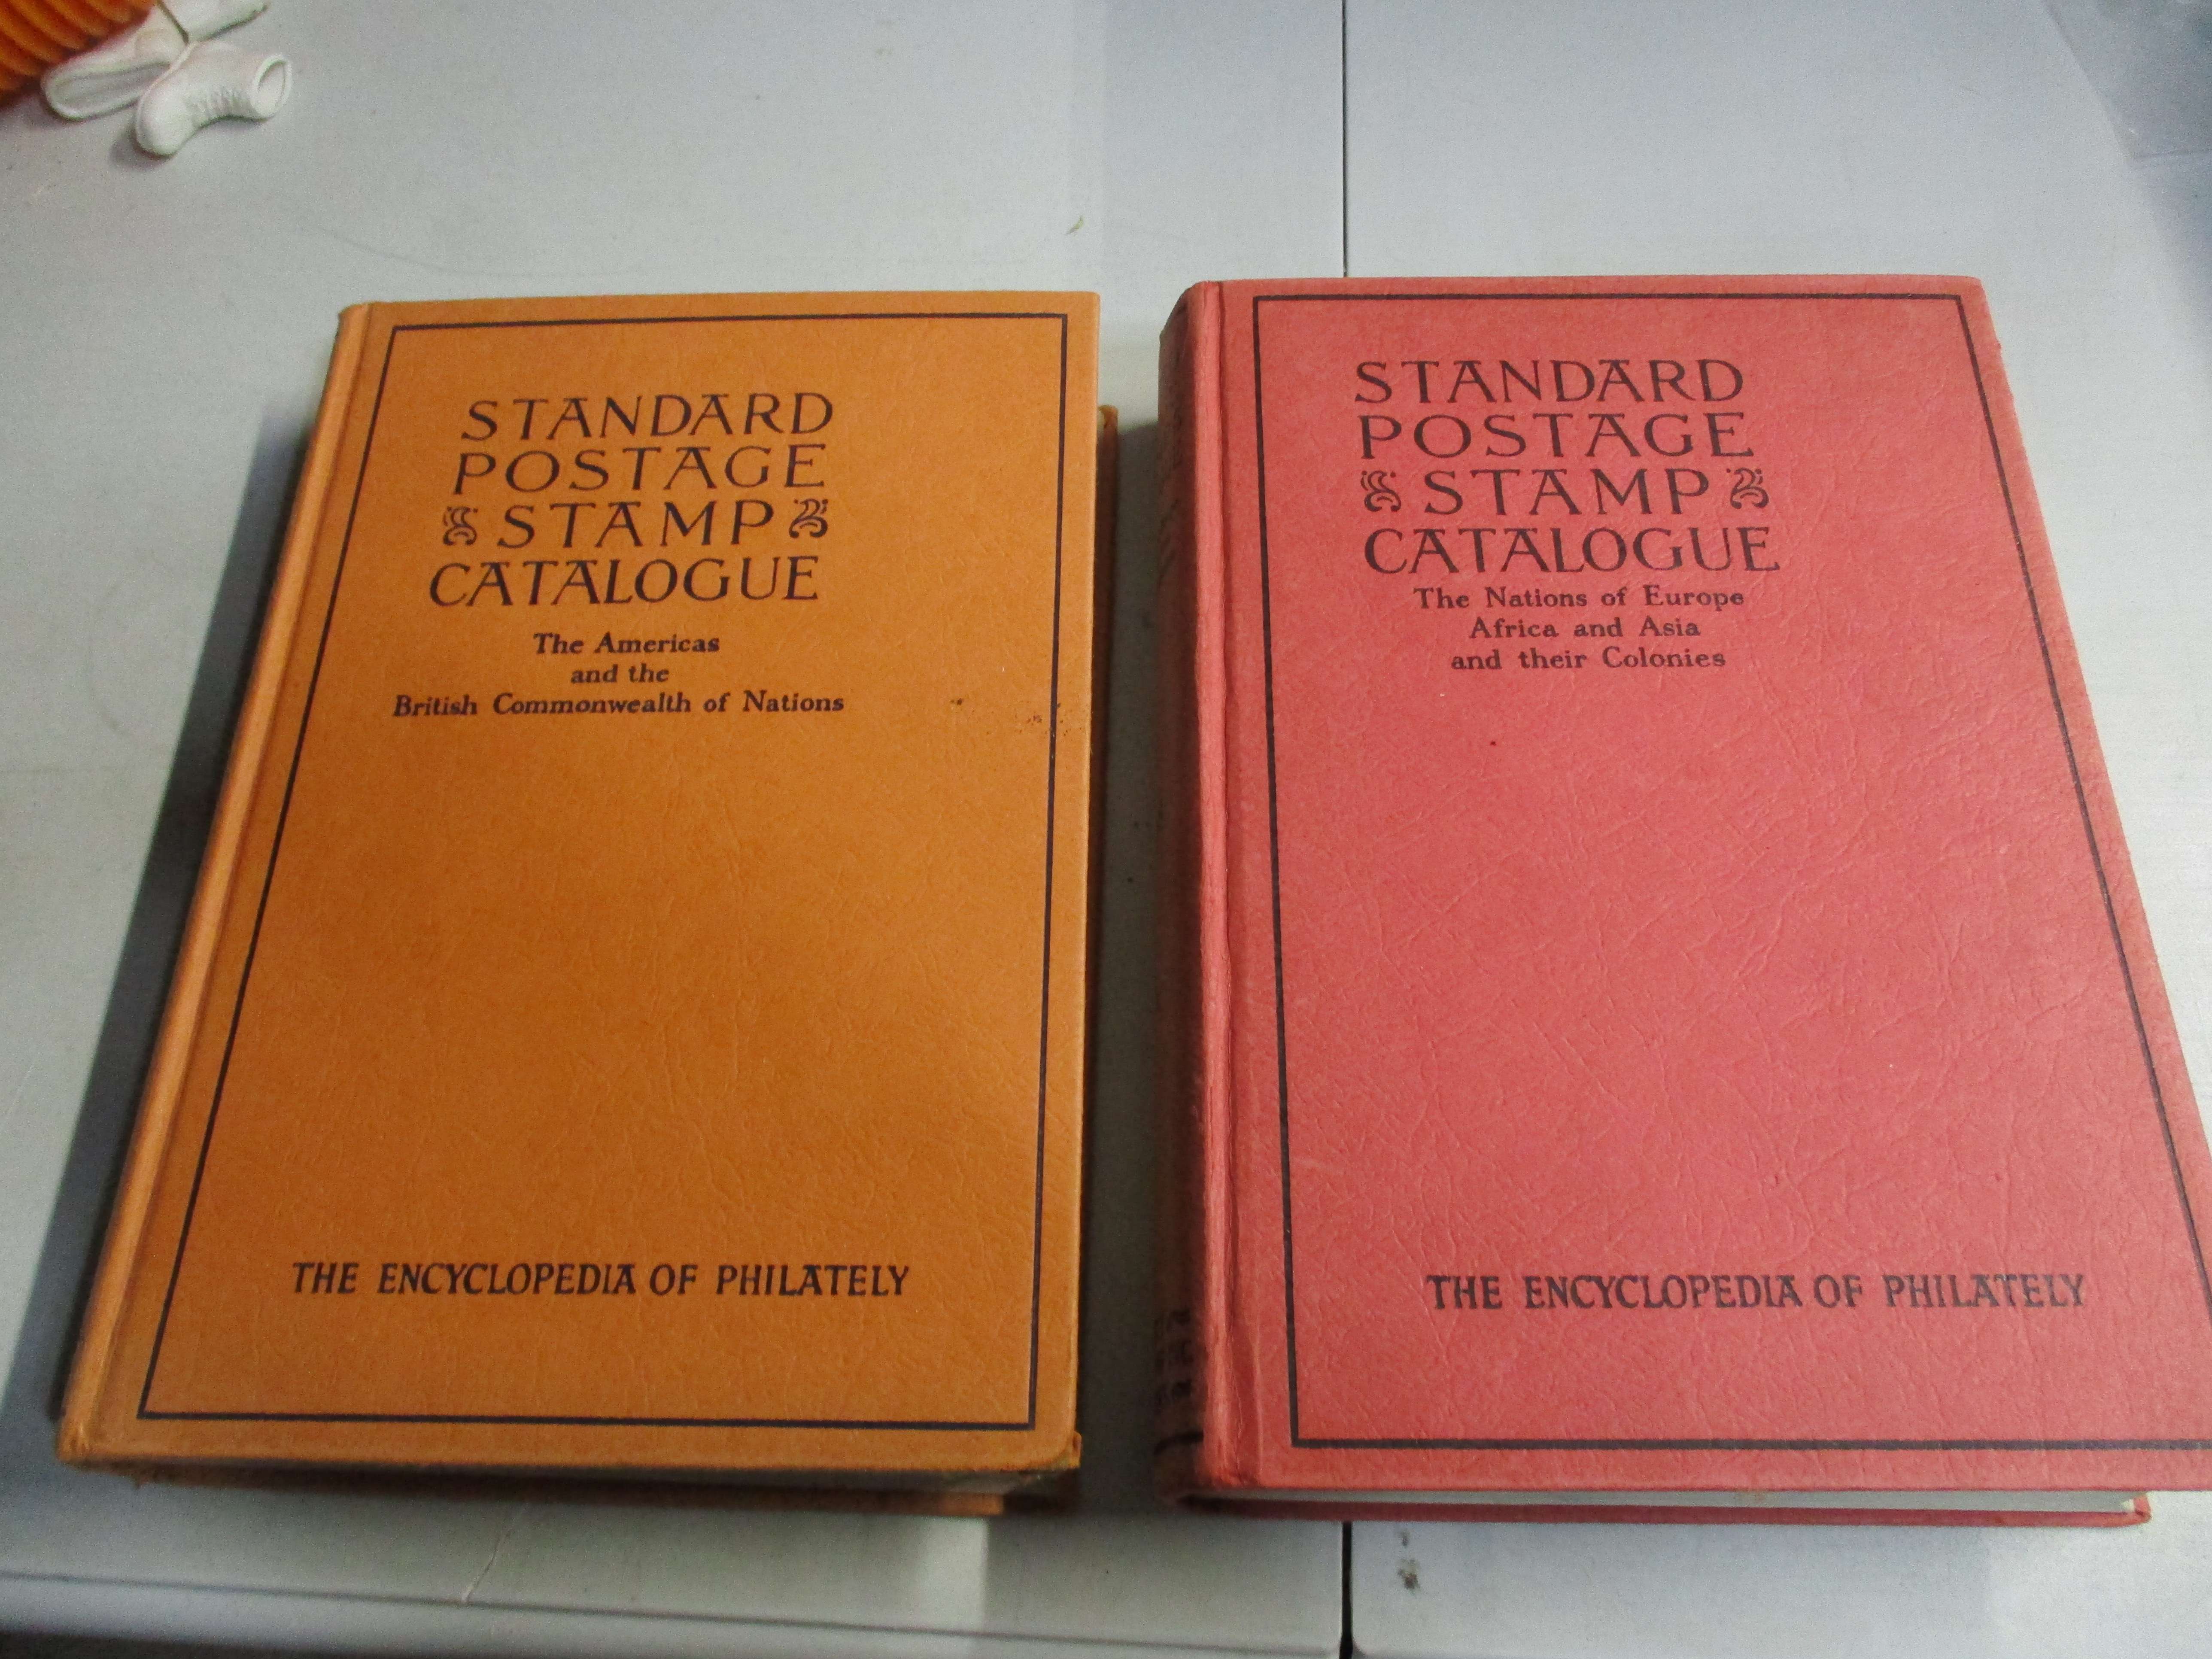 STANDARD
POSTAGE
STAMP
CATALOGUE
The Americas
and the
British Commonwealth of Nations
THE ENCYCLOPEDIA OF PHILATELY
STANDARD
POSTAGE
STAMP
CATALOGUE
The Nations of Europe
Africa and Asia
and their Colonies
THE ENCYCLOPEDIA OF PHILATELY